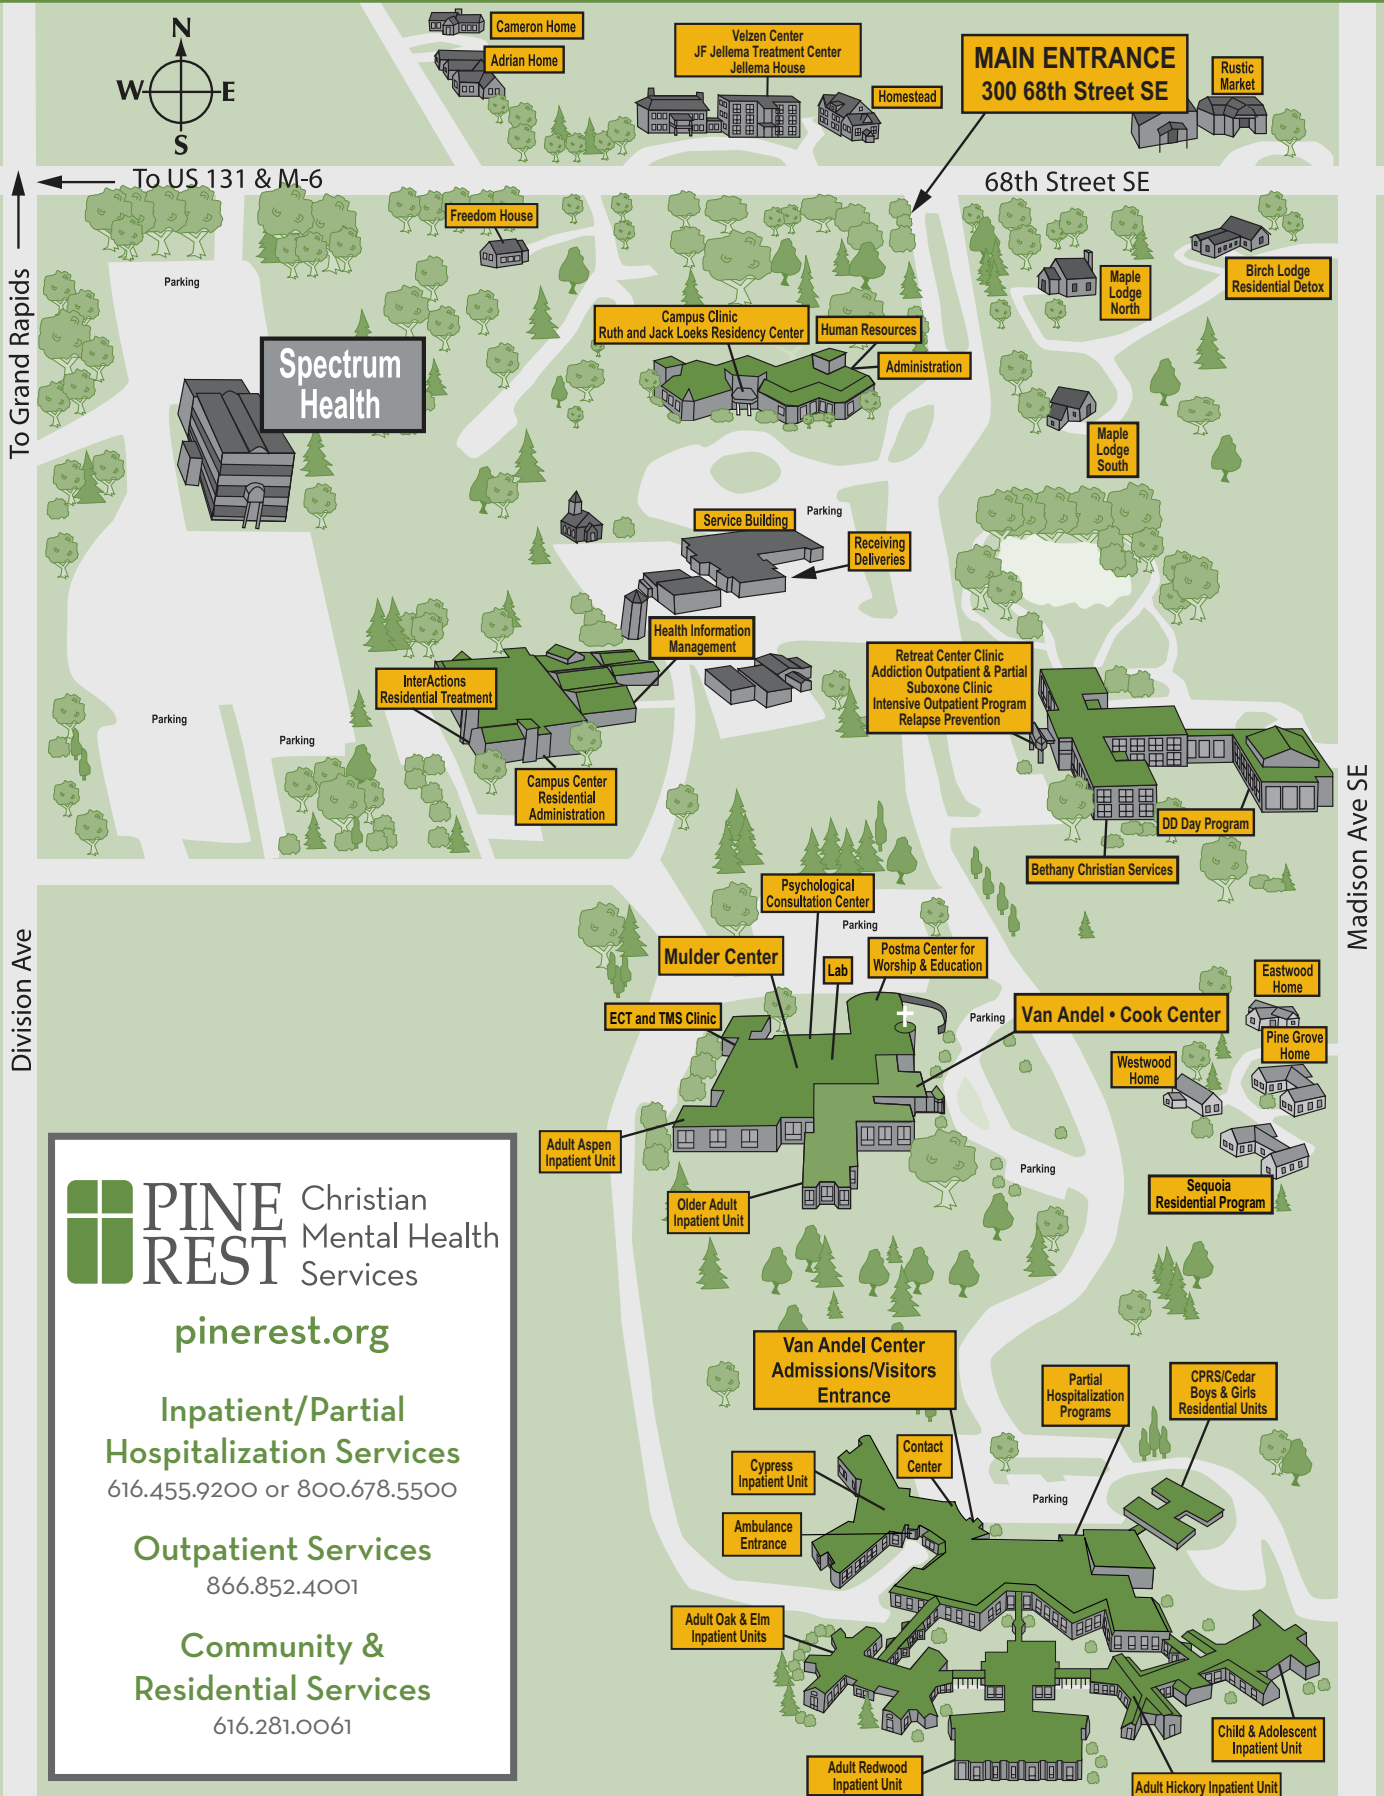 N
W
E
S
Cameron Home
Adrian Home
Velzen Center
JF Jellema Treatment Center
Jellema House
Homestead
MAIN ENTRANCE
300 68th Street SE
Rustic
Market
To US 131 & M-6
68th Street SE
To Grand Rapids
Freedom House
Parking
Birch Lodge
Residential Detox
Maple
Lodge
North
Campus Clinic
Ruth and Jack Loeks Residency Center
Human Resources
Administration
Spectrum
Health
Maple
Lodge
South
Service Building
Parking
Receiving
Deliveries
Health Information
Management
InterActions
Residential Treatment
Retreat Center Clinic
Addiction Outpatient & Partial
Suboxone Clinic
Intensive Outpatient Program
Relapse Prevention
Parking
Parking
Campus Center
Residential
Administration
DD Day Program
Bethany Christian Services
Madison Ave SE
Division Ave
Psychological
Consultation Center
Parking
Mulder Center
Lab
Postma Center for
Worship & Education
Eastwood
Home
ECT and TMS Clinic
Parking
Van Andel • Cook Center
Pine Grove
Home
Westwood
Home
Adult Aspen
Inpatient Unit
Parking
Sequoia
Residential Program
Older Adult
Inpatient Unit
PINE
REST
Christian
Mental Health
Services
pinerest.org
Inpatient/Partial
Hospitalization Services
616.455.9200 or 800.678.5500
Outpatient Services
866.852.4001
Community &
Residential Services
616.281.0061
Van Andel Center
Admissions/Visitors
Entrance
Partial
Hospitalization
Programs
CPRS/Cedar
Boys & Girls
Residential Units
Cypress
Inpatient Unit
Contact
Center
Parking
Ambulance
Entrance
Adult Oak & Elm
Inpatient Units
Child & Adolescent
Inpatient Unit
Adult Redwood
Inpatient Unit
Adult Hickory Inpatient Unit